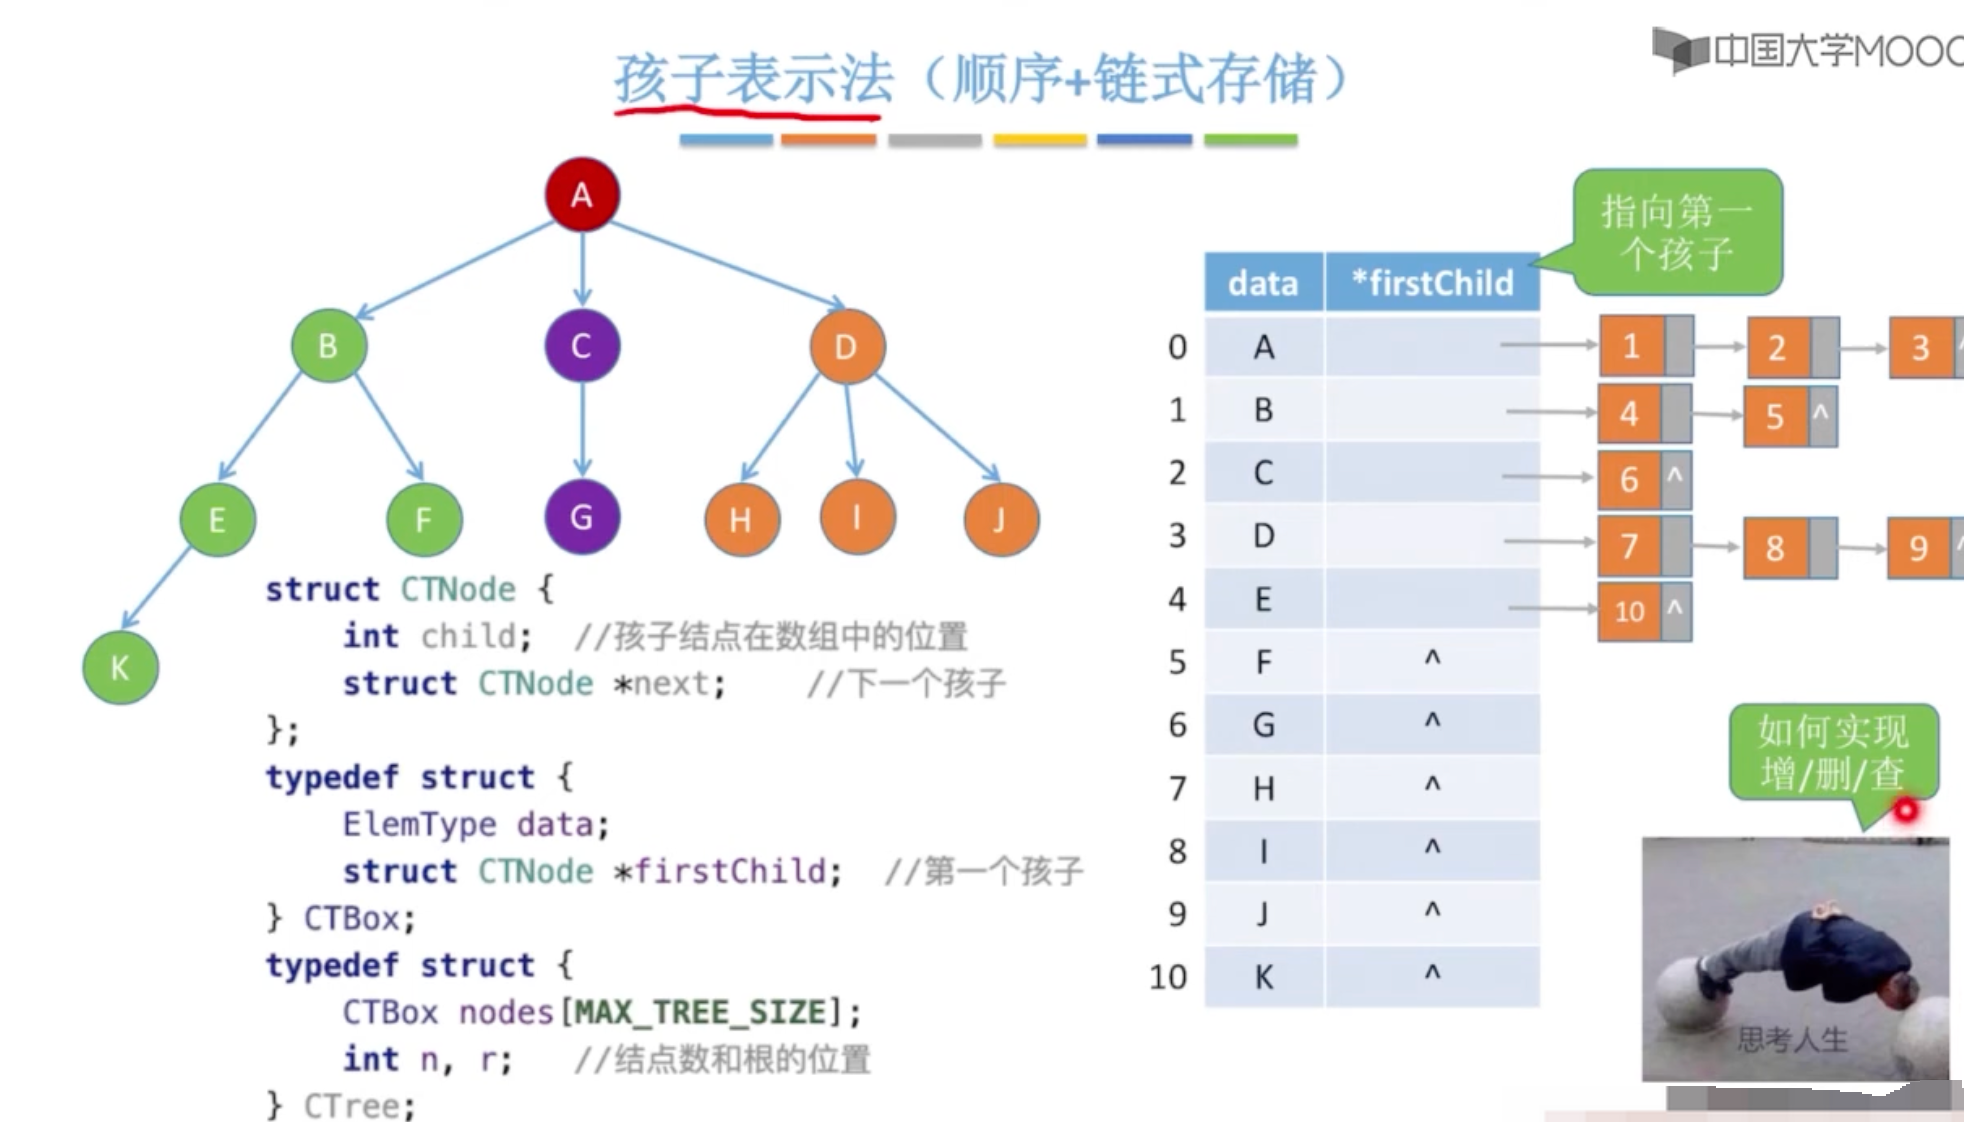 中国大学MOOC
孩子表示法（顺序+链式存储）
A
B
C
D
E
F
G
H
I
J
K
struct CTNode {
int child; //孩子结点在数组中的位置
struct CTNode *next; //下一个孩子
};
typedef struct {
ElemType data;
struct CTNode *firstChild; //第一个孩子
} CTBox;
typedef struct {
CTBox nodes[MAX_TREE_SIZE];
int n, r; //结点数和根的位置
} CTree;
指向第一
个孩子
data *firstChild
0 A 1 2 3 ^
1 B 4 5 ^
2 C 6 ^
3 D 7 8 9 ^
4 E 10 ^
5 F ^
6 G ^
7 H ^
8 I ^
9 J ^
10 K ^
如何实现
增/删/查
思考人生